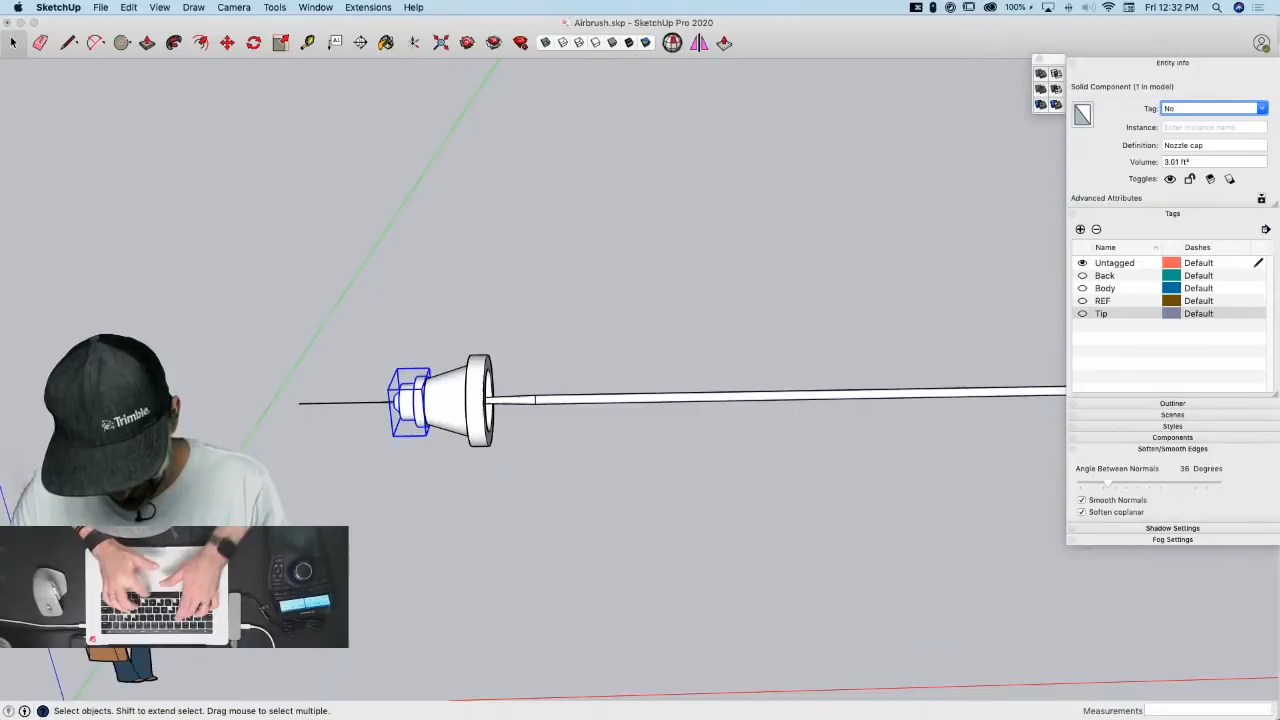 SketchUp File Edit View Draw Camera Tools Window Extensions Help 100% Fri 12:32 PM
Airbrush.skp - SketchUp Pro 2020
Entity Info
Solid Component (1 in model)
Tag: No
Instance: Enter instance name
Definition: Nozzle cap
Volume: 3.01 ft³
Toggles:
Advanced Attributes
Tags
Name Dashes
Untagged Default
Back Default
Body Default
REF Default
Tip Default
Outliner
Scenes
Styles
Components
Soften/Smooth Edges
Angle Between Normals 36 Degrees
Smooth Normals
Soften coplanar
Shadow Settings
Fog Settings
Trimble
Select objects. Shift to extend select. Drag mouse to select multiple.
Measurements